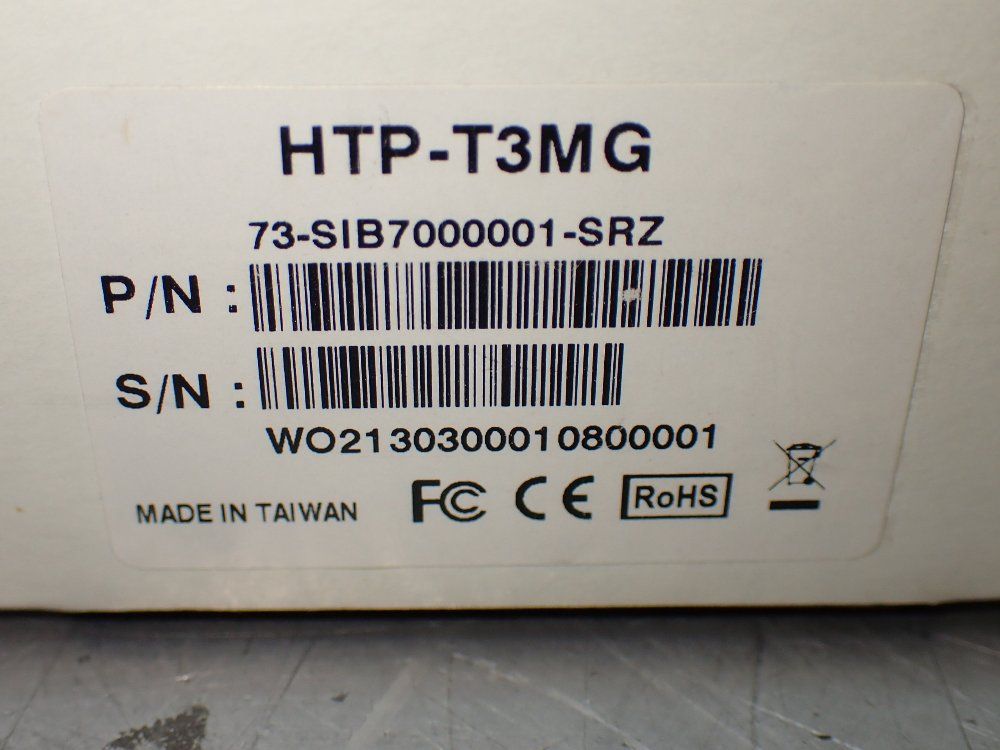 HTP-T3MG
73-SIB7000001-SRZ
P/N :
S/N :
WO2130300010800001
MADE IN TAIWAN FC CE RoHS